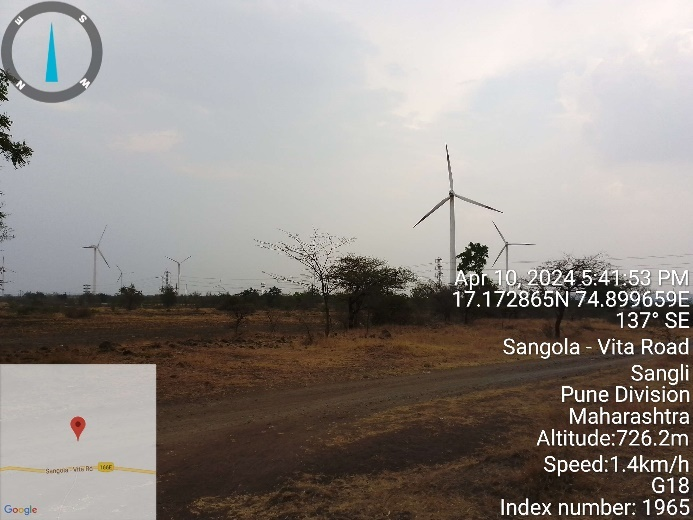 E
S
N
W
Apr 10, 2024 5:41:53 PM
17.172865N 74.899659E
137° SE
Sangola - Vita Road
Sangli
Pune Division
Maharashtra
Altitude:726.2m
Speed:1.4km/h
G18
Index number: 1965
Sangola - Vita Rd
166E
Google